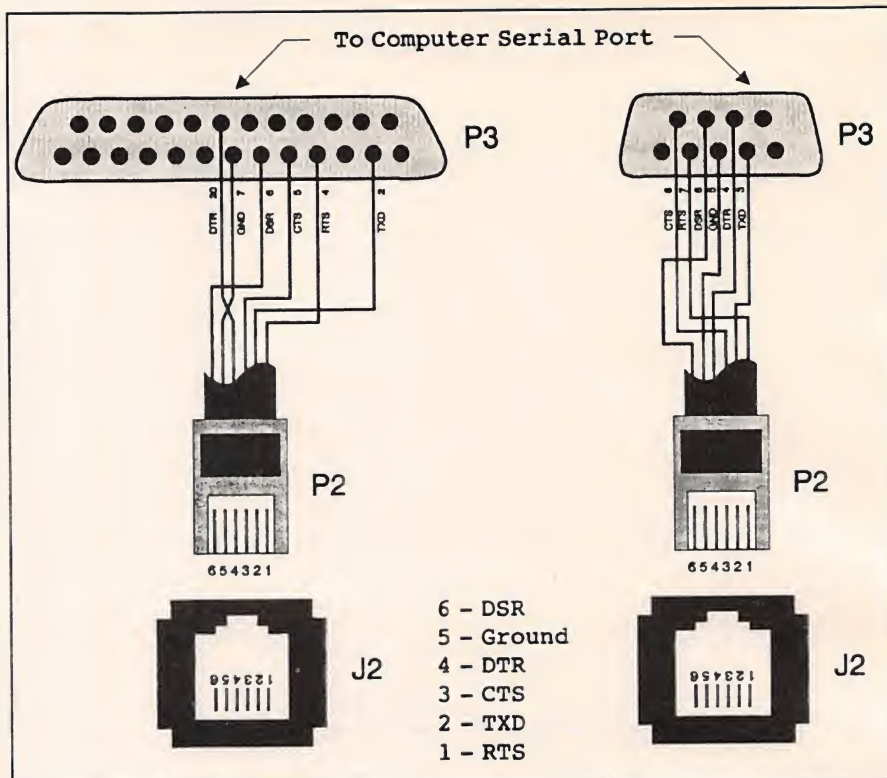 To Computer Serial Port
P3
P3
DTR 20
GND 7
DSR 6
CTS 5
RTS 4
TXD 2
CTS 8
RTS 7
DSR 6
GND 5
DTR 4
TXD 3
P2
P2
654321
654321
6 - DSR
5 - Ground
4 - DTR
3 - CTS
2 - TXD
1 - RTS
J2
J2
123456
123456